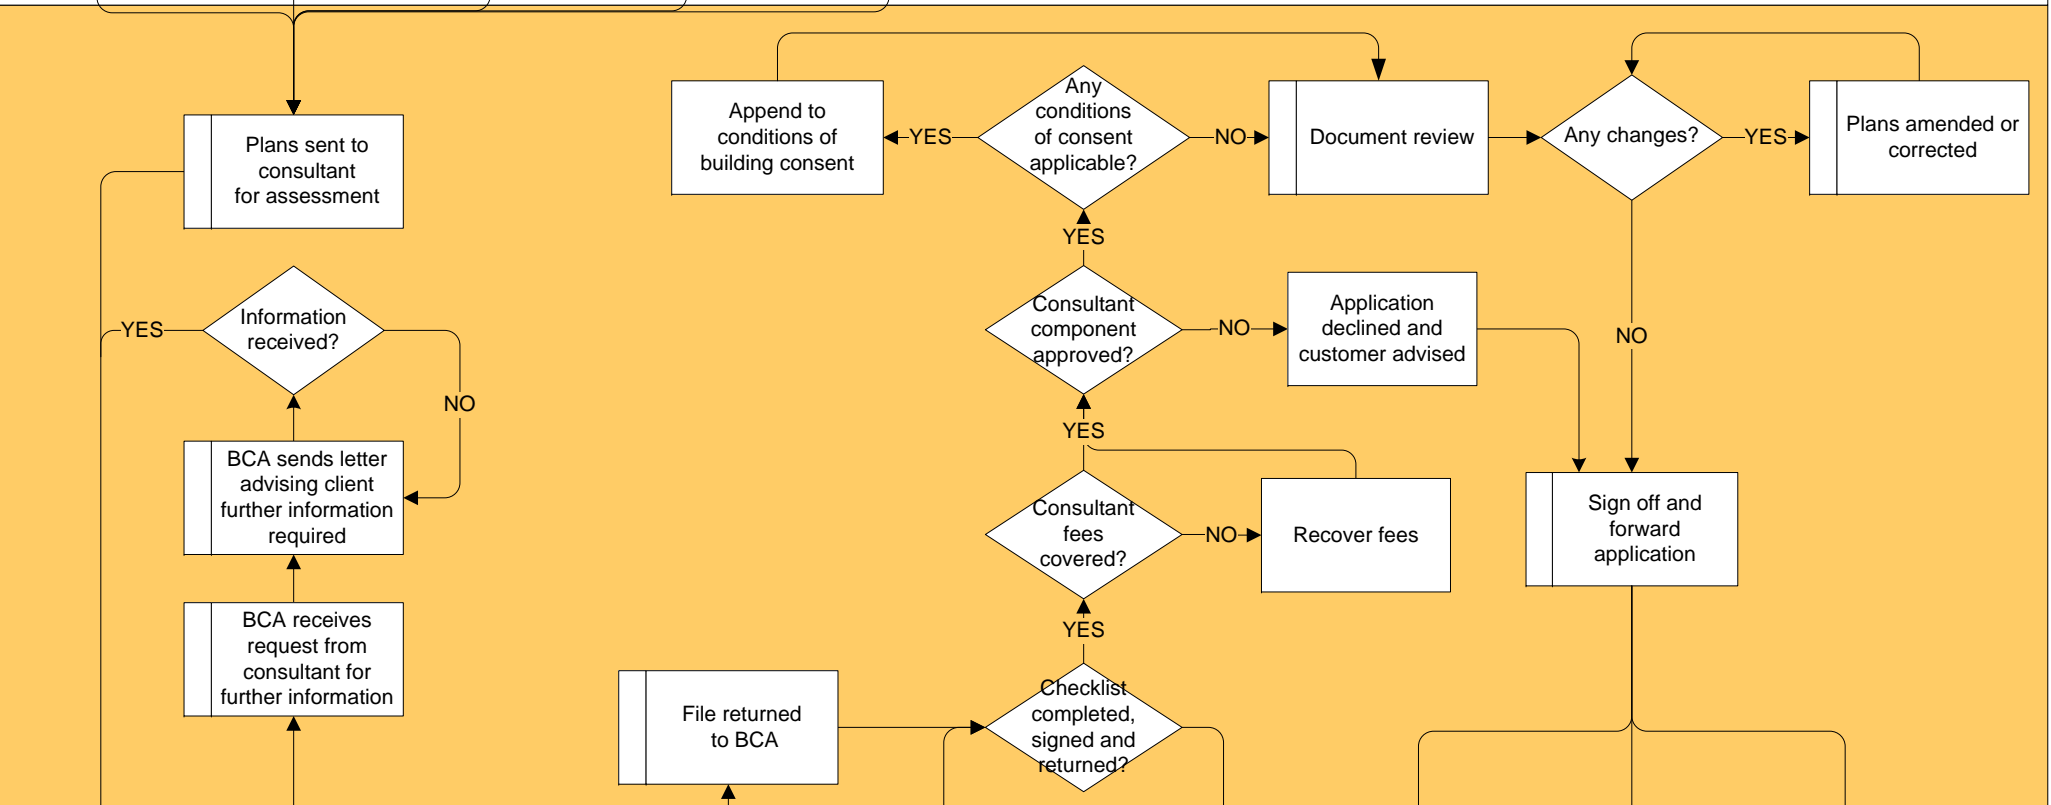 Plans sent to
consultant
for assessment
Information
received?
YES
NO
BCA sends letter
advising client
further information
required
BCA receives
request from
consultant for
further information
Append to
conditions of
building consent
YES
Any
conditions
of consent
applicable?
NO
Document review
Any changes?
YES
Plans amended or
corrected
YES
Consultant
component
approved?
NO
Application
declined and
customer advised
NO
YES
Consultant
fees
covered?
NO
Recover fees
Sign off and
forward
application
YES
File returned
to BCA
Checklist
completed,
signed and
returned?